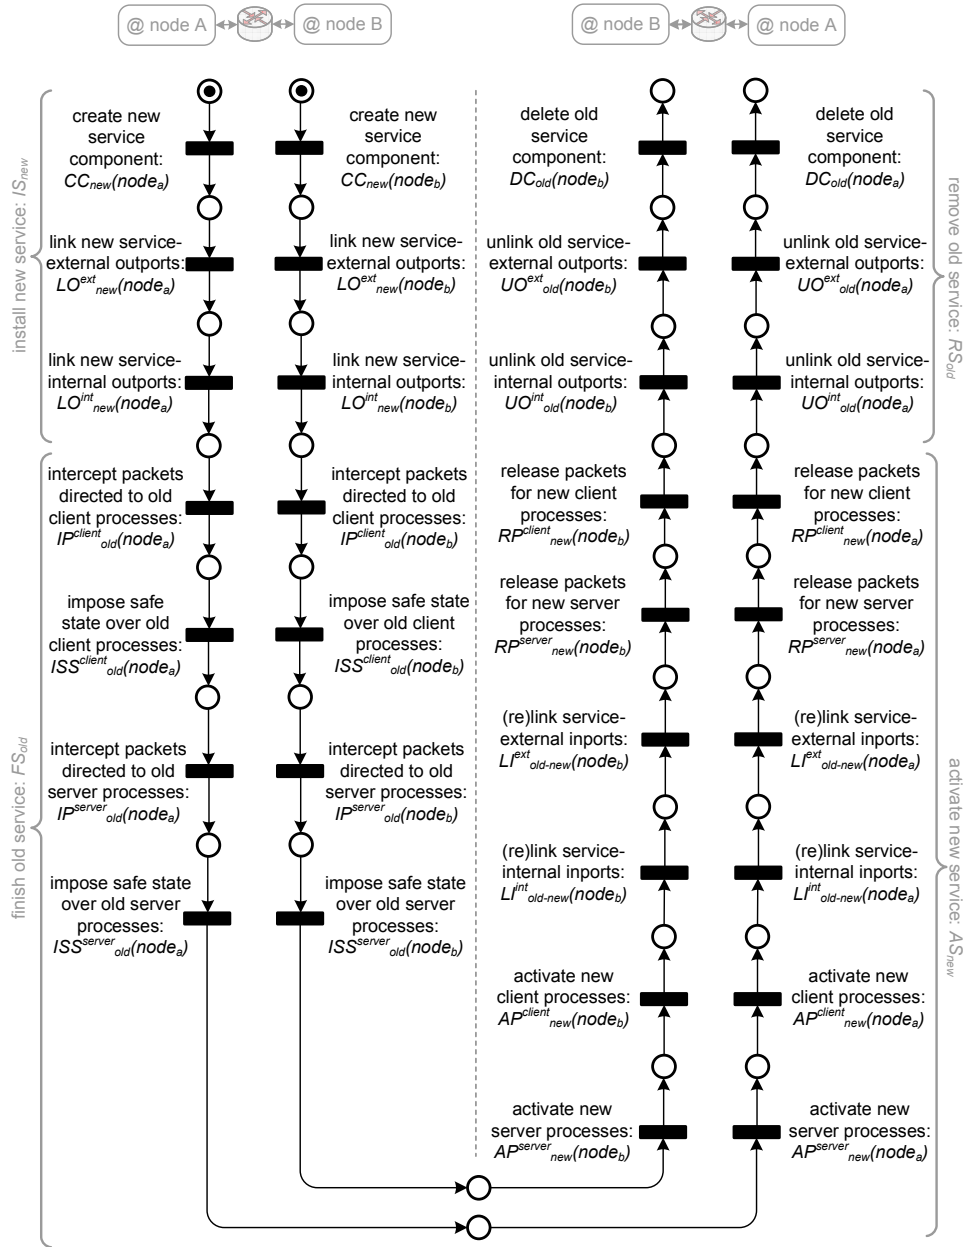 @ node A
@ node B
@ node B
@ node A
install new service: IS_new
create new
service
component:
CC_new(node_a)
create new
service
component:
CC_new(node_b)
link new service-
external outports:
LO^ext_new(node_a)
link new service-
external outports:
LO^ext_new(node_b)
link new service-
internal outports:
LO^int_new(node_a)
link new service-
internal outports:
LO^int_new(node_b)
finish old service: FS_old
intercept packets
directed to old
client processes:
IP^client_old(node_a)
intercept packets
directed to old
client processes:
IP^client_old(node_b)
impose safe
state over old
client processes:
ISS^client_old(node_a)
impose safe state
over old client
processes:
ISS^client_old(node_b)
intercept packets
directed to old
server processes:
IP^server_old(node_a)
intercept packets
directed to old
server processes:
IP^server_old(node_b)
impose safe state
over old server
processes:
ISS^server_old(node_a)
impose safe state
over old server
processes:
ISS^server_old(node_b)
delete old
service
component:
DC_old(node_b)
delete old
service
component:
DC_old(node_a)
remove old service: RS_old
unlink old service-
external outports:
UO^ext_old(node_b)
unlink old service-
external outports:
UO^ext_old(node_a)
unlink old service-
internal outports:
UO^int_old(node_b)
unlink old service-
internal outports:
UO^int_old(node_a)
release packets
for new client
processes:
RP^client_new(node_b)
release packets
for new client
processes:
RP^client_new(node_a)
release packets
for new server
processes:
RP^server_new(node_b)
release packets
for new server
processes:
RP^server_new(node_a)
(re)link service-
external inports:
LI^ext_old-new(node_b)
(re)link service-
external inports:
LI^ext_old-new(node_a)
activate new service: AS_new
(re)link service-
internal inports:
LI^int_old-new(node_b)
(re)link service-
internal inports:
LI^int_old-new(node_a)
activate new
client processes:
AP^client_new(node_b)
activate new
client processes:
AP^client_new(node_a)
activate new
server processes:
AP^server_new(node_b)
activate new
server processes:
AP^server_new(node_a)